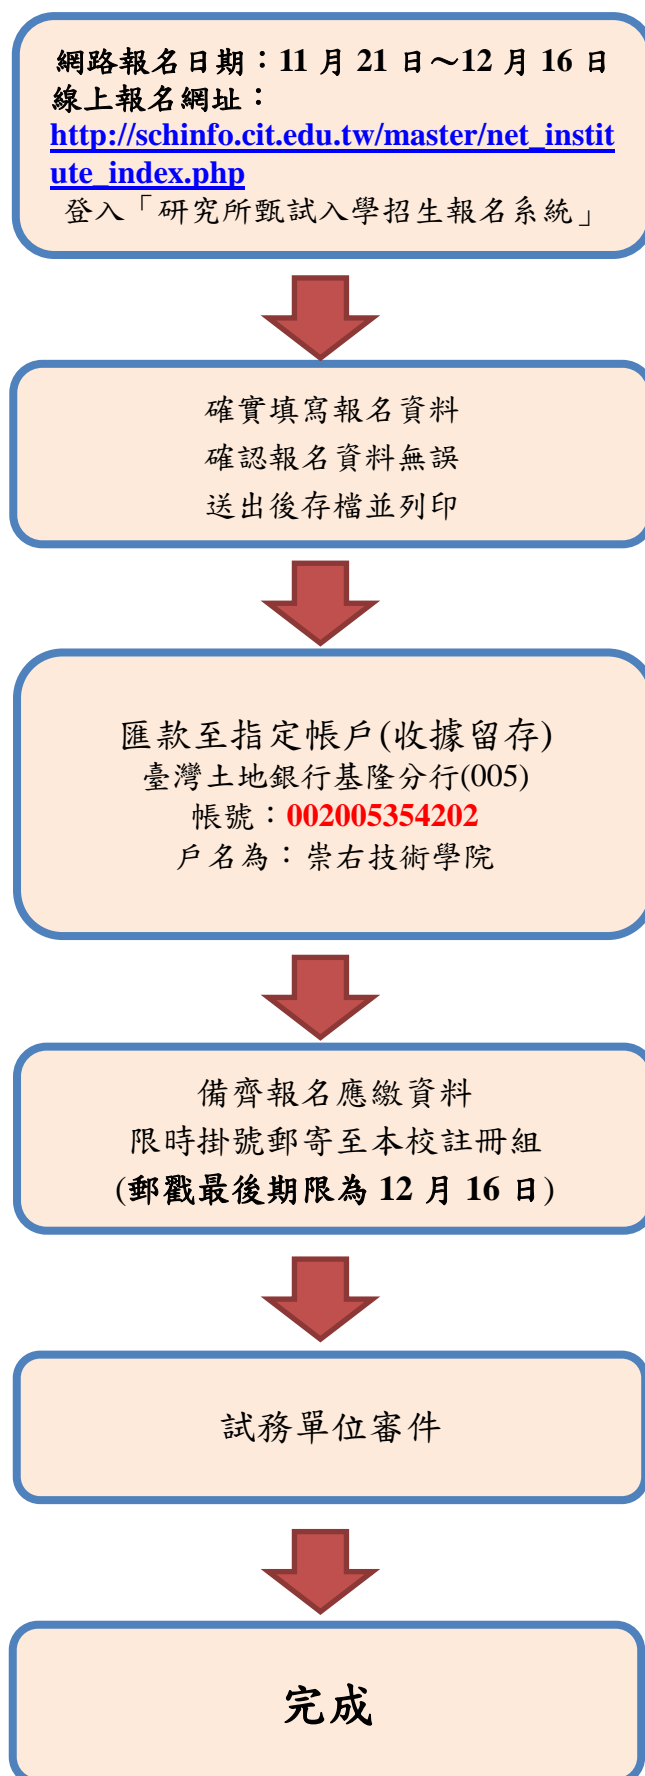 網路報名日期：11 月 21 日～12 月 16 日
線上報名網址：
http://schinfo.cit.edu.tw/master/net_instit
ute_index.php
登入「研究所甄試入學招生報名系統」
確實填寫報名資料
確認報名資料無誤
送出後存檔並列印
匯款至指定帳戶(收據留存)
臺灣土地銀行基隆分行(005)
帳號：002005354202
戶名為：崇右技術學院
備齊報名應繳資料
限時掛號郵寄至本校註冊組
(郵戳最後期限為 12 月 16 日)
試務單位審件
完成